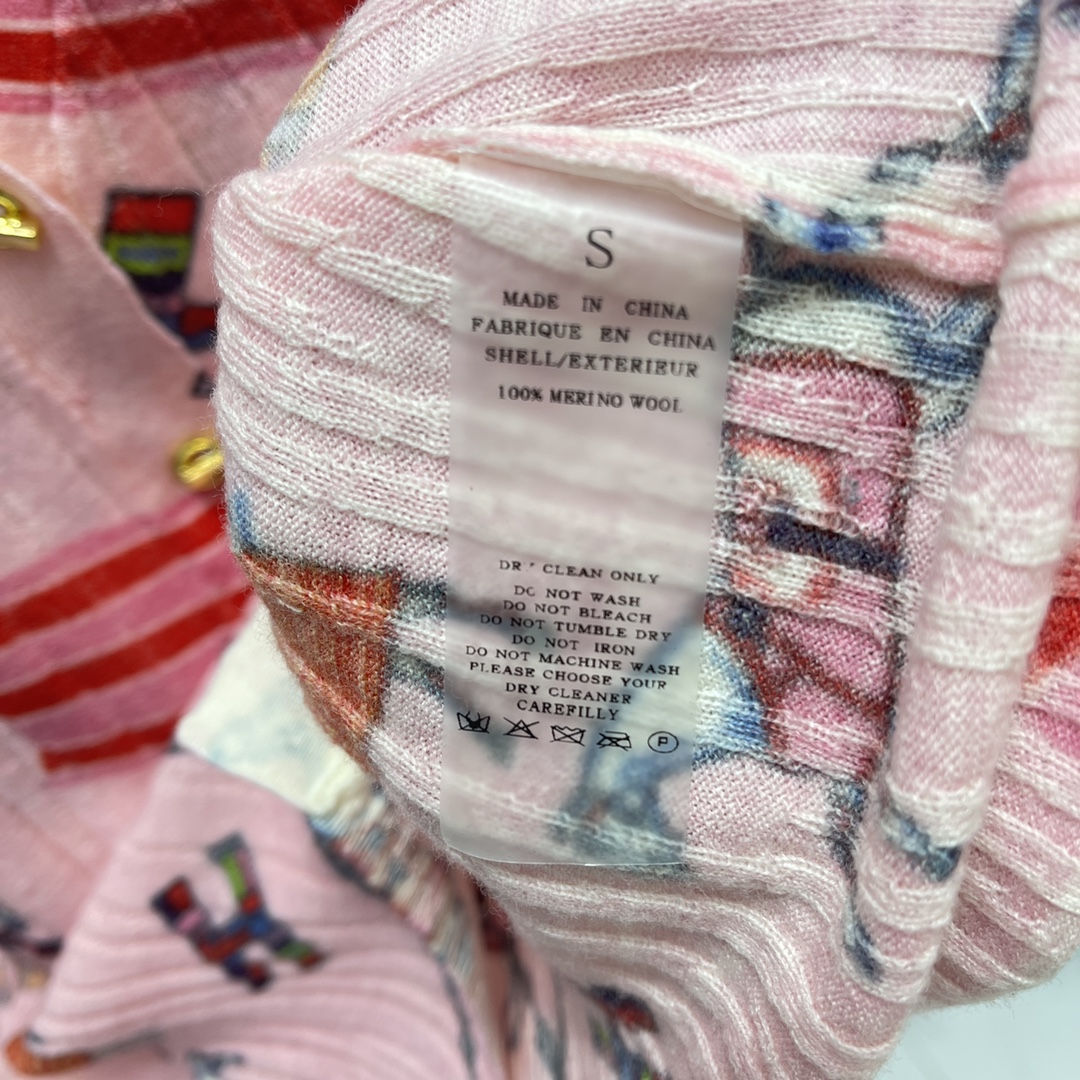 S
MADE IN CHINA
FABRIQUE EN CHINA
SHELL/EXTERIEUR
100% MERINO WOOL
DR' CLEAN ONLY
DO NOT WASH
DO NOT BLEACH
DO NOT TUMBLE DRY
DO NOT IRON
DO NOT MACHINE WASH
PLEASE CHOOSE YOUR
DRY CLEANER
CAREFILLY
P